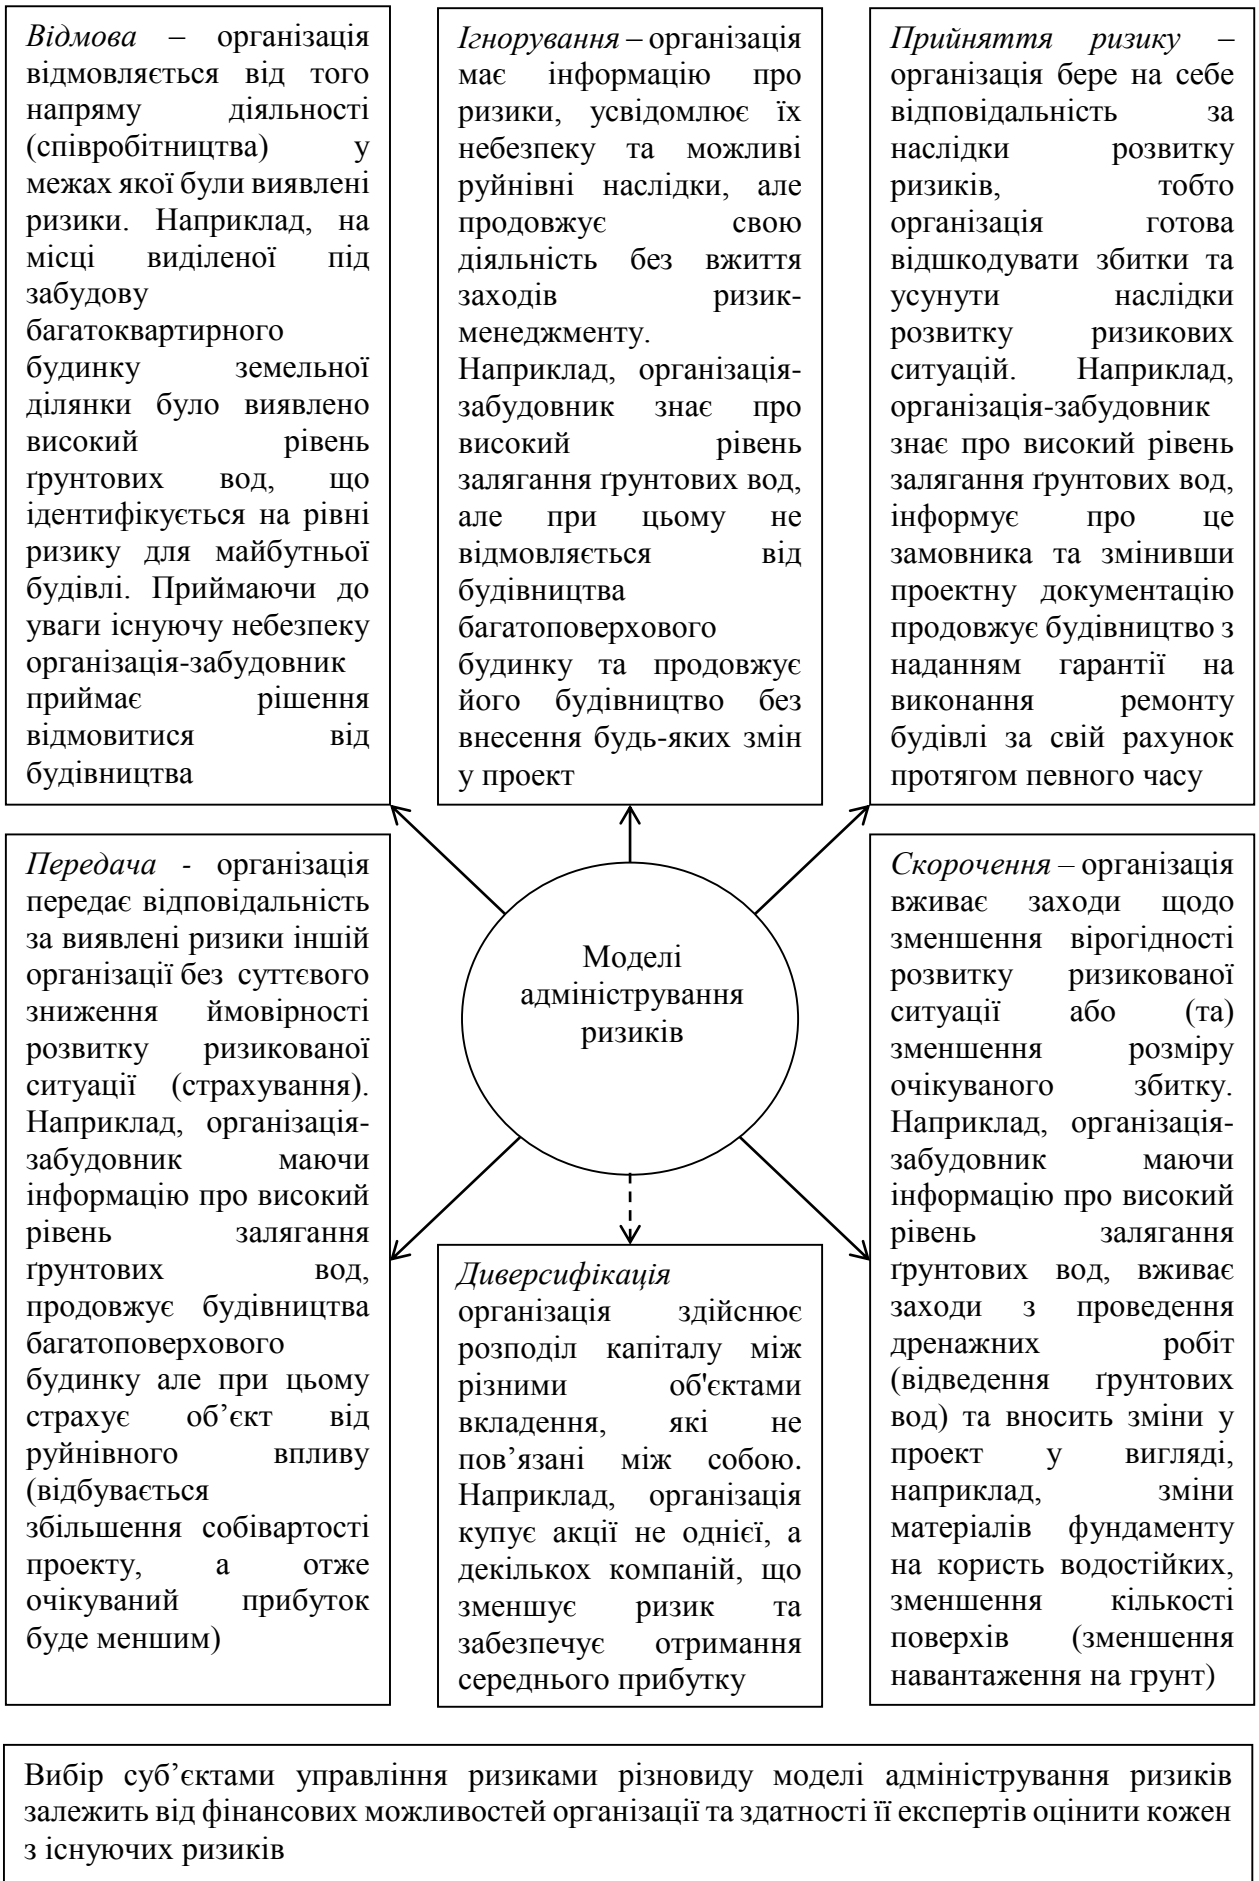 Відмова – організація
відмовляється від того
напряму діяльності
(співробітництва) у
межах якої були виявлені
ризики. Наприклад, на
місці виділеної під
забудову
багатоквартирного
будинку земельної
ділянки було виявлено
високий рівень
ґрунтових вод, що
ідентифікується на рівні
ризику для майбутньої
будівлі. Приймаючи до
уваги існуючу небезпеку
організація-забудовник
приймає рішення
відмовитися від
будівництва
Ігнорування – організація
має інформацію про
ризики, усвідомлює їх
небезпеку та можливі
руйнівні наслідки, але
продовжує свою
діяльність без вжиття
заходів ризик-
менеджменту.
Наприклад, організація-
забудовник знає про
високий рівень
залягання ґрунтових вод,
але при цьому не
відмовляється від
будівництва
багатоповерхового
будинку та продовжує
його будівництво без
внесення будь-яких змін
у проект
Прийняття ризику –
організація бере на себе
відповідальність за
наслідки розвитку
ризиків, тобто
організація готова
відшкодувати збитки та
усунути наслідки
розвитку ризикових
ситуацій. Наприклад,
організація-забудовник
знає про високий рівень
залягання ґрунтових вод,
інформує про це
замовника та змінивши
проектну документацію
продовжує будівництво з
наданням гарантії на
виконання ремонту
будівлі за свій рахунок
протягом певного часу
Моделі
адміністрування
ризиків
Передача - організація
передає відповідальність
за виявлені ризики іншій
організації без суттєвого
зниження ймовірності
розвитку ризикованої
ситуації (страхування).
Наприклад, організація-
забудовник маючи
інформацію про високий
рівень залягання
ґрунтових вод,
продовжує будівництва
багатоповерхового
будинку але при цьому
страхує об’єкт від
руйнівного впливу
(відбувається
збільшення собівартості
проекту, а отже
очікуваний прибуток
буде меншим)
Диверсифікація
організація здійснює
розподіл капіталу між
різними об'єктами
вкладення, які не
пов’язані між собою.
Наприклад, організація
купує акції не однієї, а
декількох компаній, що
зменшує ризик та
забезпечує отримання
середнього прибутку
Скорочення – організація
вживає заходи щодо
зменшення вірогідності
розвитку ризикованої
ситуації або (та)
зменшення розміру
очікуваного збитку.
Наприклад, організація-
забудовник маючи
інформацію про високий
рівень залягання
ґрунтових вод, вживає
заходи з проведення
дренажних робіт
(відведення ґрунтових
вод) та вносить зміни у
проект у вигляді,
наприклад, зміни
матеріалів фундаменту
на користь водостійких,
зменшення кількості
поверхів (зменшення
навантаження на грунт)
Вибір суб’єктами управління ризиками різновиду моделі адміністрування ризиків
залежить від фінансових можливостей організації та здатності її експертів оцінити кожен
з існуючих ризиків